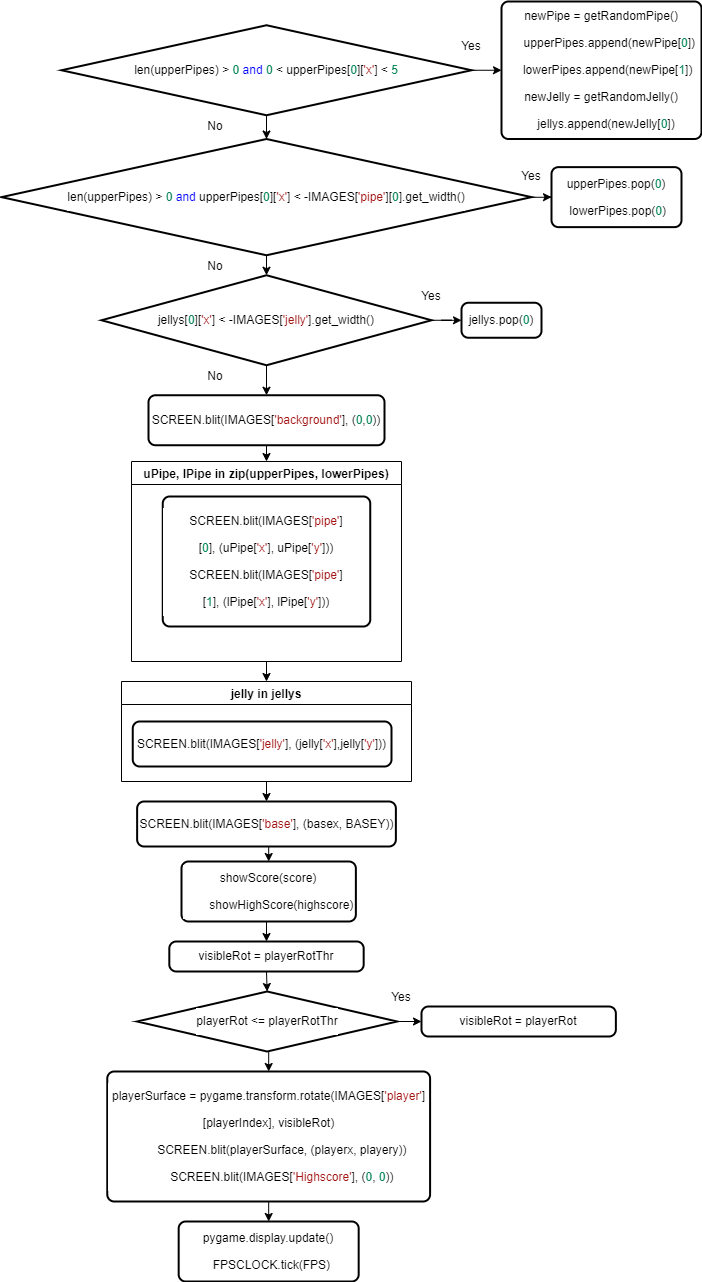 newPipe = getRandomPipe()
Yes
upperPipes.append(newPipe[0])
len(upperPipes) > 0 and 0 < upperPipes[0]['x'] < 5
lowerPipes.append(newPipe[1])
newJelly = getRandomJelly()
jellys.append(newJelly[0])
No
Yes
upperPipes.pop(0)
len(upperPipes) > 0 and upperPipes[0]['x'] < -IMAGES['pipe'][0].get_width()
lowerPipes.pop(0)
No
Yes
jellys[0]['x'] < -IMAGES['jelly'].get_width()
jellys.pop(0)
No
SCREEN.blit(IMAGES['background'], (0,0))
uPipe, lPipe in zip(upperPipes, lowerPipes)
SCREEN.blit(IMAGES['pipe']
[0], (uPipe['x'], uPipe['y']))
SCREEN.blit(IMAGES['pipe']
[1], (lPipe['x'], lPipe['y']))
jelly in jellys
SCREEN.blit(IMAGES['jelly'], (jelly['x'],jelly['y']))
SCREEN.blit(IMAGES['base'], (basex, BASEY))
showScore(score)
showHighScore(highscore)
visibleRot = playerRotThr
Yes
playerRot <= playerRotThr
visibleRot = playerRot
playerSurface = pygame.transform.rotate(IMAGES['player']
[playerIndex], visibleRot)
SCREEN.blit(playerSurface, (playerx, playery))
SCREEN.blit(IMAGES['Highscore'], (0, 0))
pygame.display.update()
FPSCLOCK.tick(FPS)